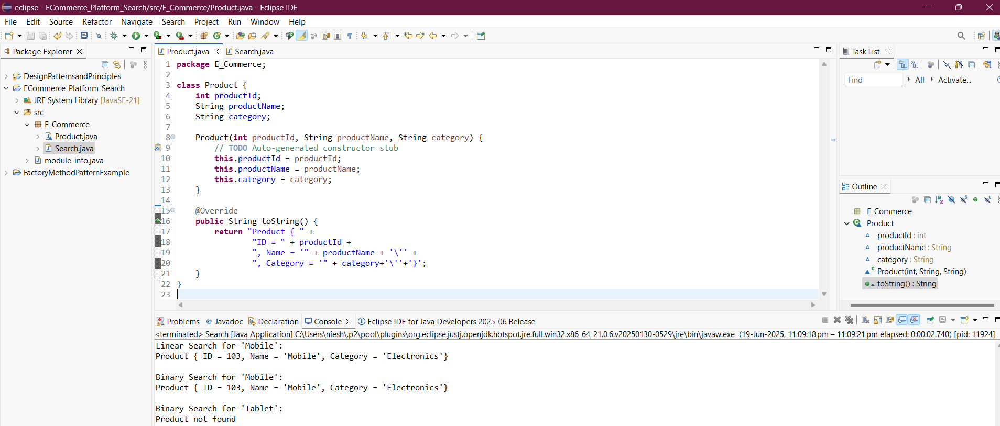 eclipse - ECommerce_Platform_Search/src/E_Commerce/Product.java - Eclipse IDE
File Edit Source Refactor Navigate Search Project Run Window Help
Package Explorer
DesignPatternsandPrinciples
ECommerce_Platform_Search
JRE System Library [JavaSE-21]
src
E_Commerce
Product.java
Search.java
module-info.java
FactoryMethodPatternExample
Product.java Search.java
1 package E_Commerce;
2
3 class Product {
4 int productId;
5 String productName;
6 String category;
7
8 Product(int productId, String productName, String category) {
9 // TODO Auto-generated constructor stub
10 this.productId = productId;
11 this.productName = productName;
12 this.category = category;
13 }
14
15 @Override
16 public String toString() {
17 return "Product { " +
18 "ID = " + productId +
19 ", Name = '" + productName + '\'' +
20 ", Category = '" + category+'\''+'}';
21 }
22 }
23
Task List
Find All Activate...
Outline
E_Commerce
Product
productId : int
productName : String
category : String
Product(int, String, String)
toString() : String
Problems Javadoc Declaration Console Eclipse IDE for Java Developers 2025-06 Release
<terminated> Search [Java Application] C:\Users\niesh\.p2\pool\plugins\org.eclipse.justj.openjdk.hotspot.jre.full.win32.x86_64_21.0.6.v20250130-0529\jre\bin\javaw.exe (19-Jun-2025, 11:09:18 pm – 11:09:21 pm elapsed: 0:00:02.740) [pid: 11924]
Linear Search for 'Mobile':
Product { ID = 103, Name = 'Mobile', Category = 'Electronics'}
Binary Search for 'Mobile':
Product { ID = 103, Name = 'Mobile', Category = 'Electronics'}
Binary Search for 'Tablet':
Product not found